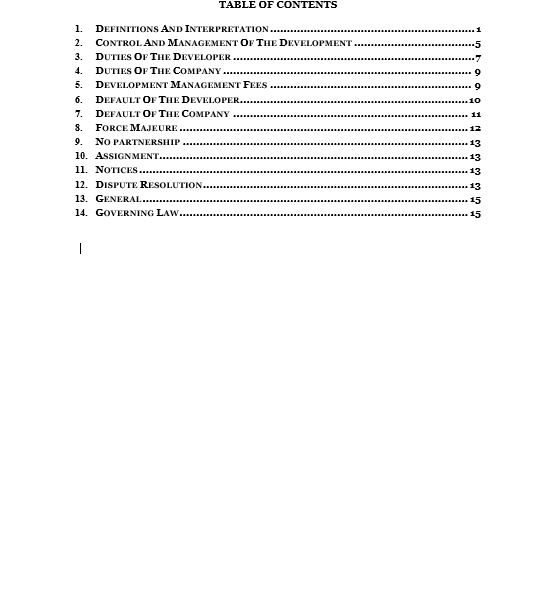 TABLE OF CONTENTS
1. Definitions And Interpretation 1
2. Control And Management Of The Development 5
3. Duties Of The Developer 7
4. Duties Of The Company 9
5. Development Management Fees 9
6. Default Of The Developer 10
7. Default Of The Company 11
8. Force Majeure 12
9. No partnership 13
10. Assignment 13
11. Notices 13
12. Dispute Resolution 13
13. General 15
14. Governing Law 15